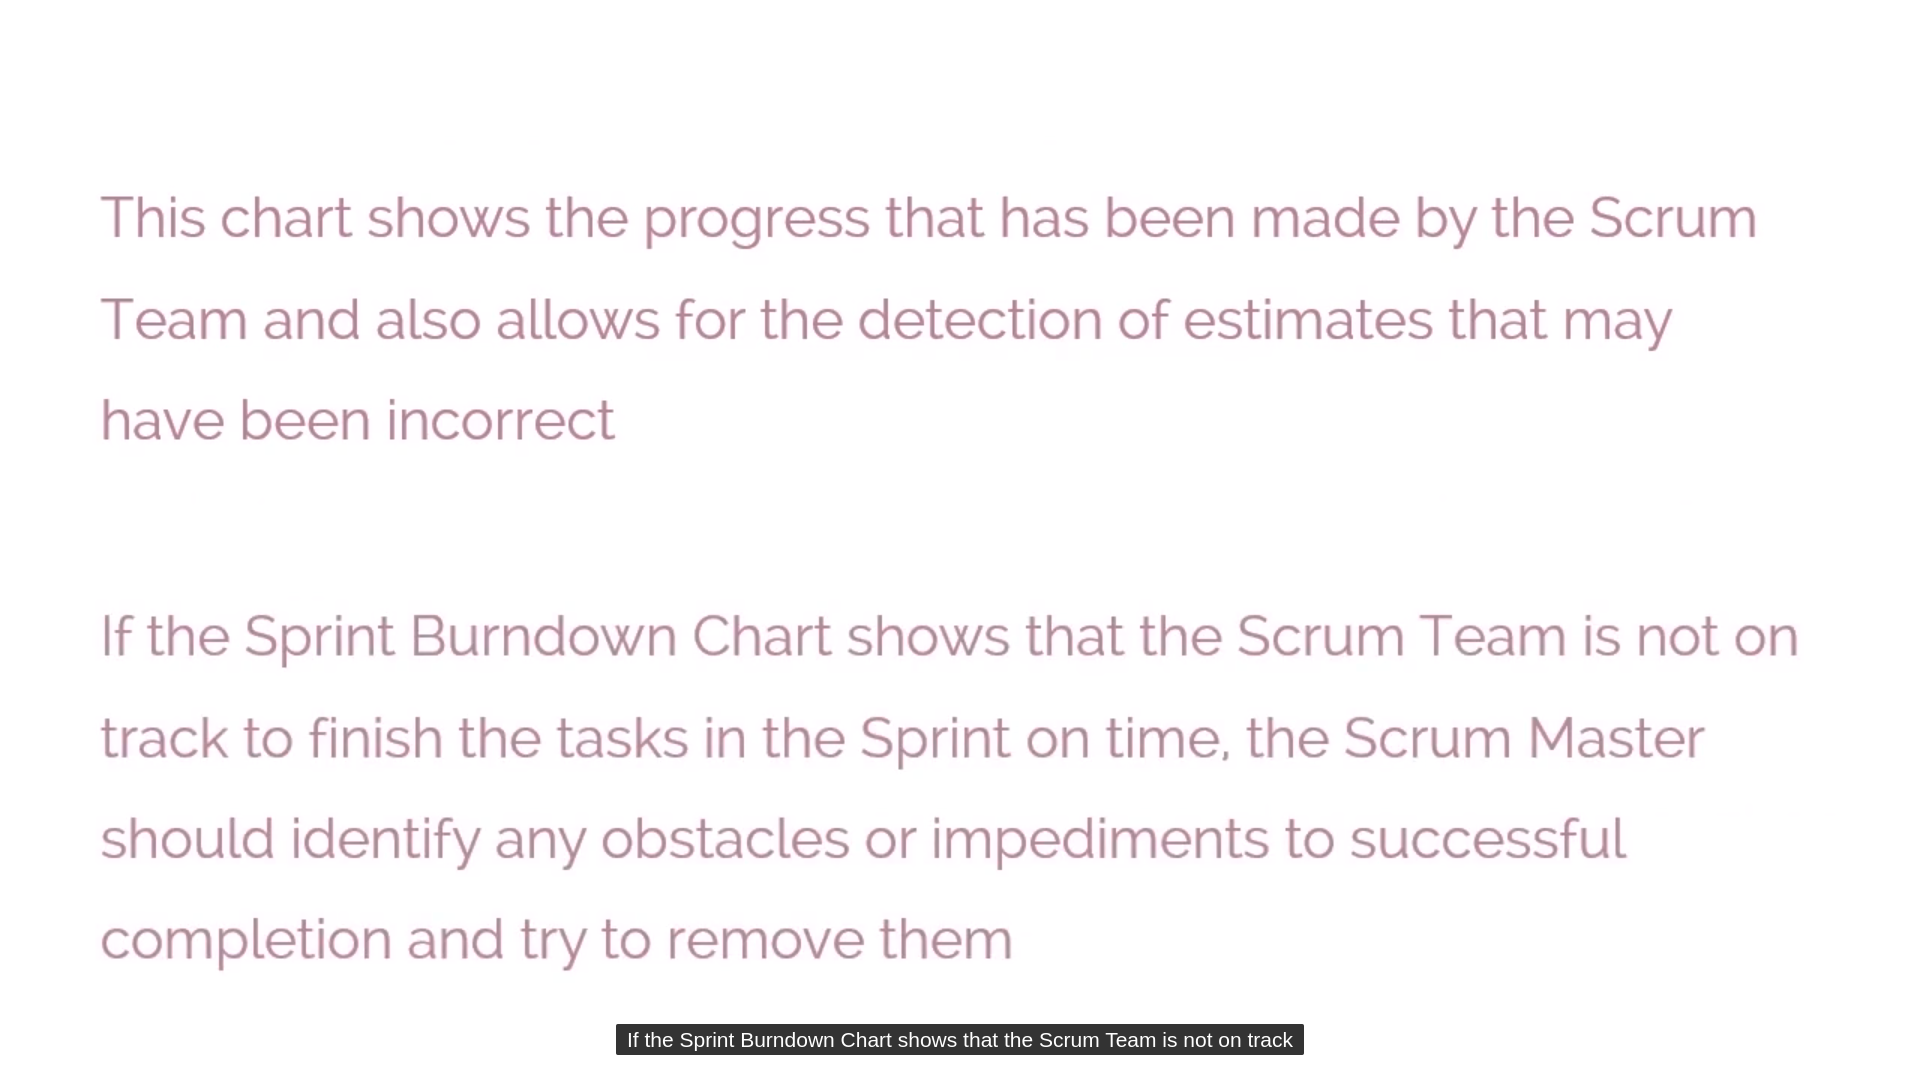 This chart shows the progress that has been made by the Scrum
Team and also allows for the detection of estimates that may
have been incorrect
If the Sprint Burndown Chart shows that the Scrum Team is not on
track to finish the tasks in the Sprint on time, the Scrum Master
should identify any obstacles or impediments to successful
completion and try to remove them
If the Sprint Burndown Chart shows that the Scrum Team is not on track